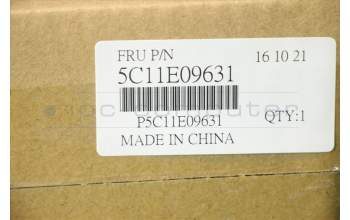 FRU P/N 16 10 21
5C11E09631
P5C11E09631 QTY:1
MADE IN CHINA